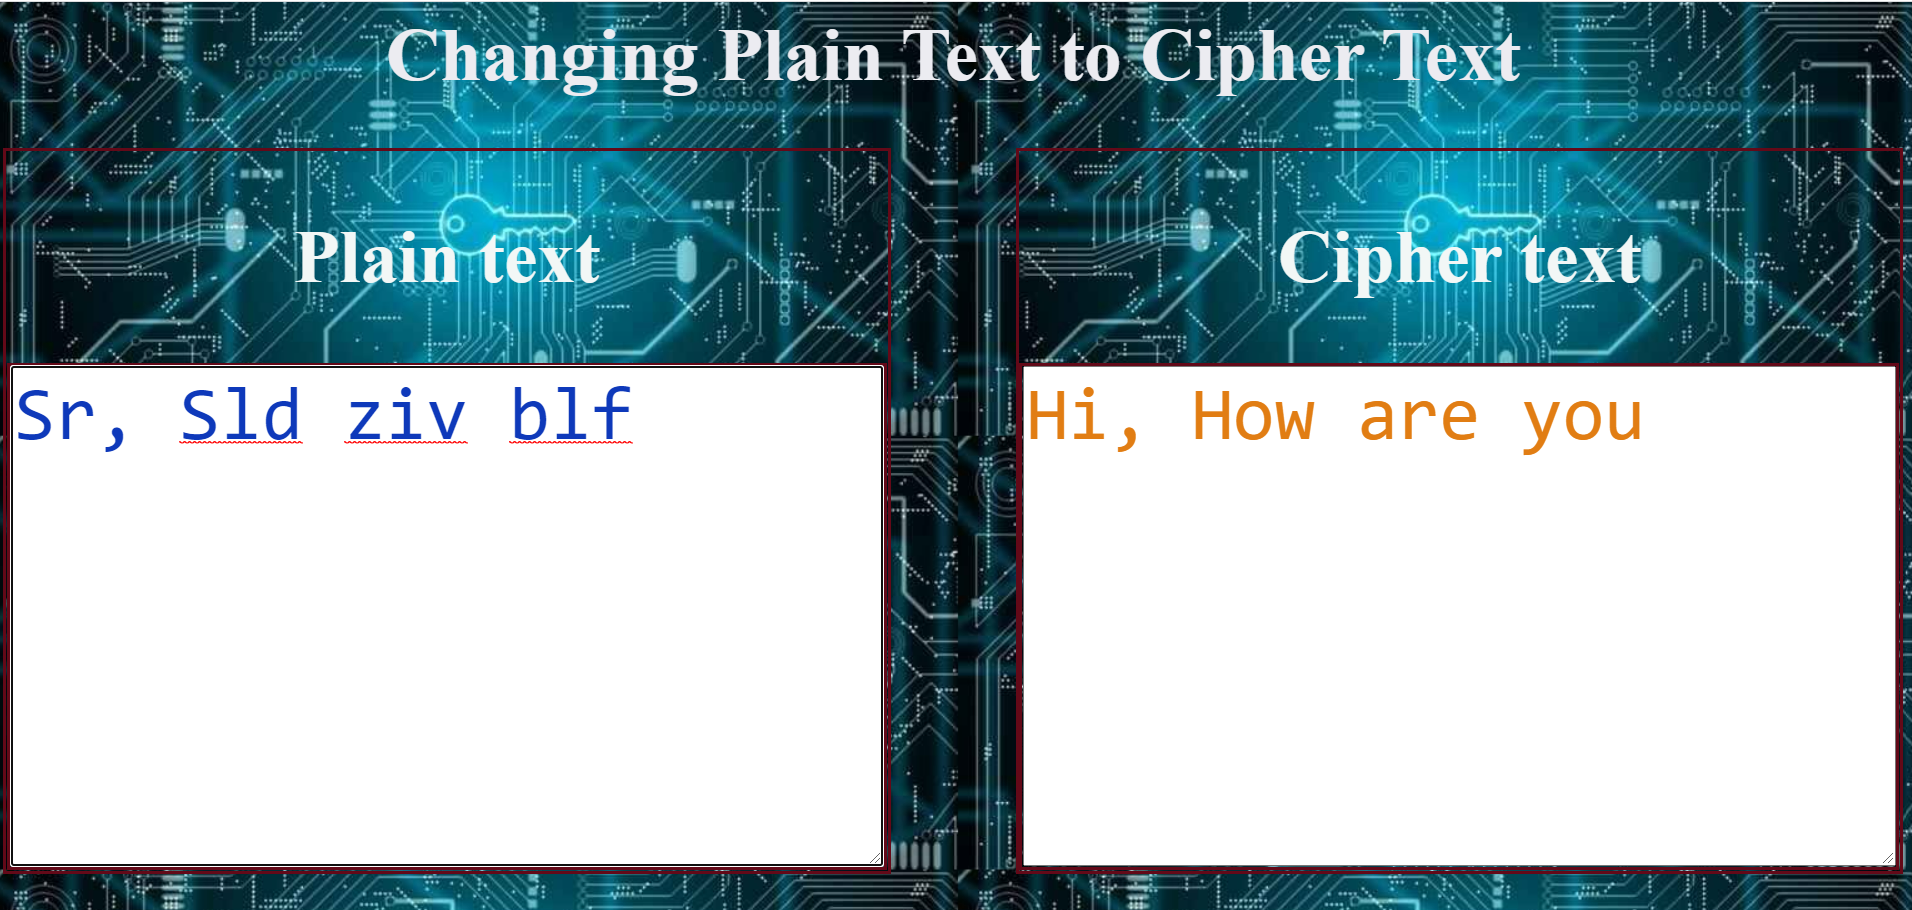 Changing Plain Text to Cipher Text
Plain text
Sr, Sld ziv blf
Cipher text
Hi, How are you